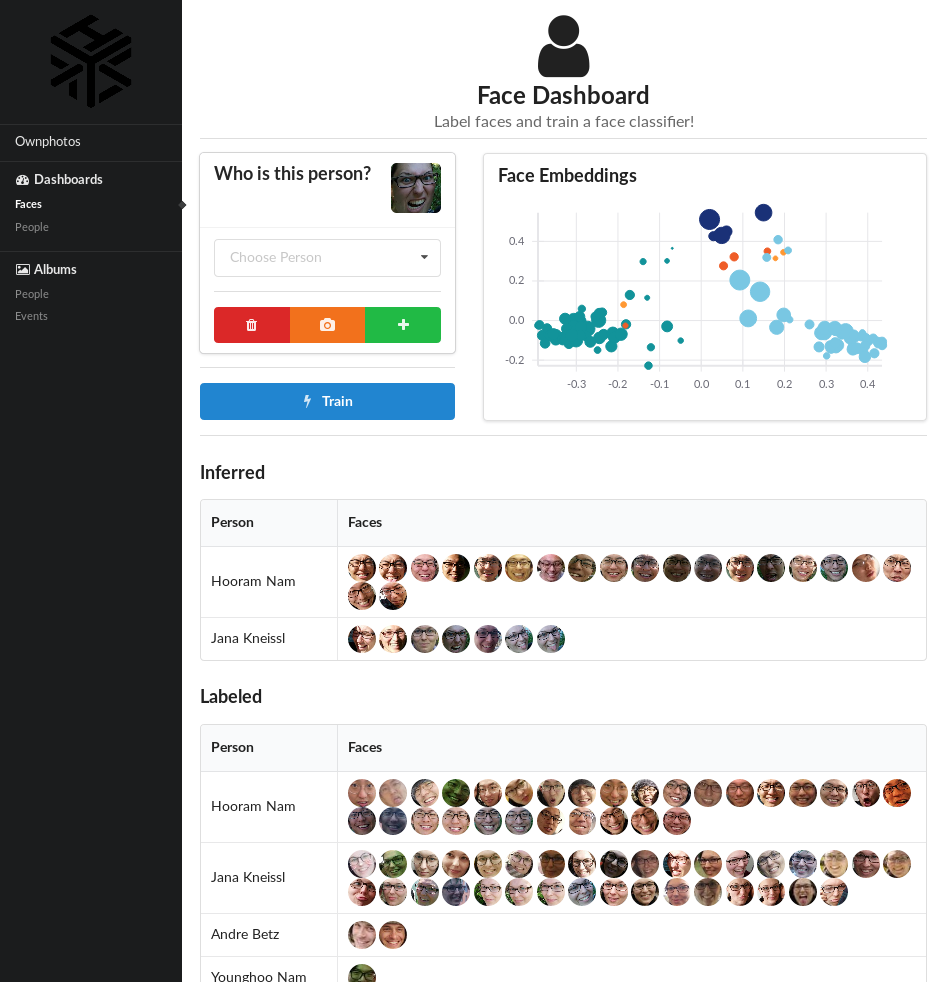 Ownphotos
Dashboards
Faces
People
Albums
People
Events
Face Dashboard
Label faces and train a face classifier!
Who is this person?
Choose Person
Train
Face Embeddings
0.4
0.2
0.0
-0.2
-0.3
-0.2
-0.1
0.0
0.1
0.2
0.3
0.4
Inferred
Person
Faces
Hooram Nam
Jana Kneissl
Labeled
Person
Faces
Hooram Nam
Jana Kneissl
Andre Betz
Younghoo Nam